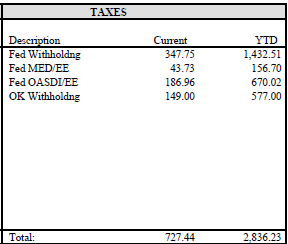 TAXES
Description Current YTD
Fed Withholdng 347.75 1,432.51
Fed MED/EE 43.73 156.70
Fed OASDI/EE 186.96 670.02
OK Withholdng 149.00 577.00
Total: 727.44 2,836.23